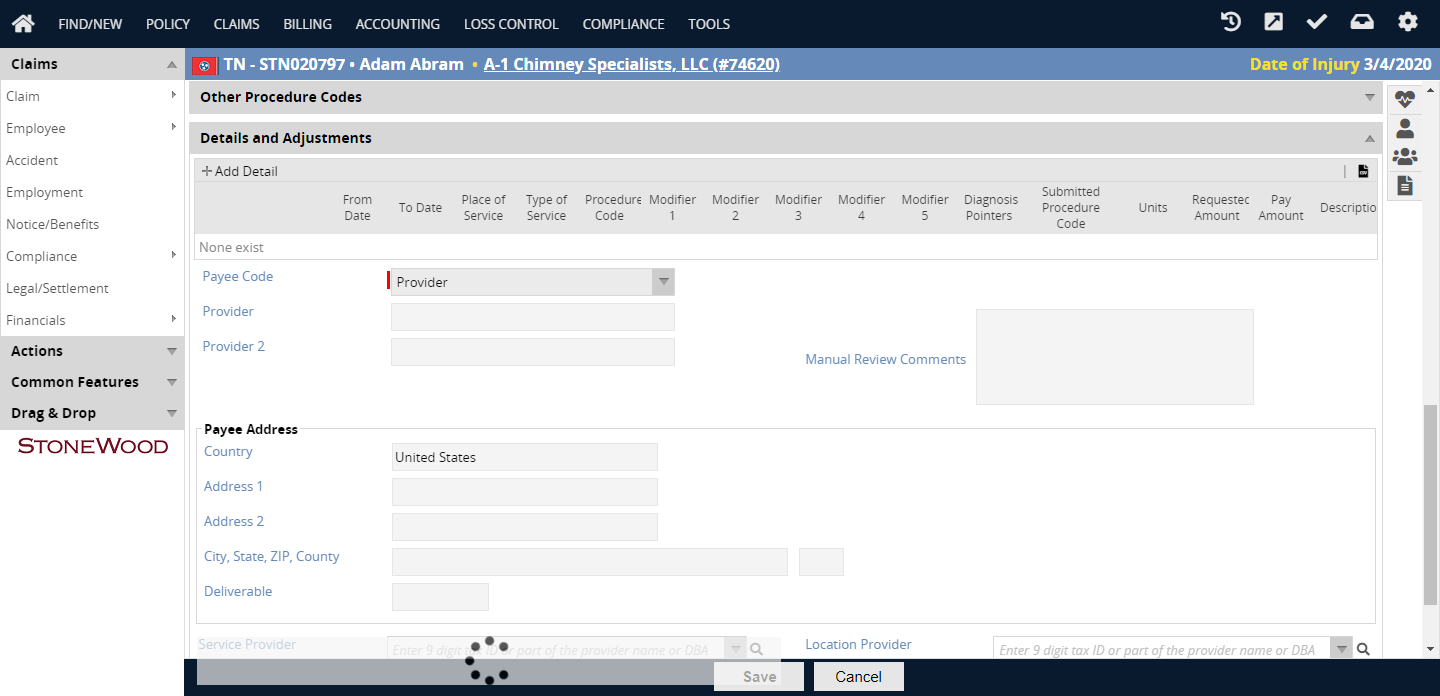 FIND/NEW POLICY CLAIMS BILLING ACCOUNTING LOSS CONTROL COMPLIANCE TOOLS
Claims
TN - STN020797 • Adam Abram • A-1 Chimney Specialists, LLC (#74620) Date of Injury 3/4/2020
Claim
Employee
Accident
Employment
Notice/Benefits
Compliance
Legal/Settlement
Financials
Actions
Common Features
Drag & Drop
STONEWOOD
Other Procedure Codes
Details and Adjustments
Add Detail
From Date
To Date
Place of Service
Type of Service
Procedure Code
Modifier 1
Modifier 2
Modifier 3
Modifier 4
Modifier 5
Diagnosis Pointers
Submitted Procedure Code
Units
Requested Amount
Pay Amount
Descriptio
None exist
Payee Code Provider
Provider
Provider 2
Manual Review Comments
Payee Address
Country United States
Address 1
Address 2
City, State, ZIP, County
Deliverable
Service Provider Enter 9 digit tax ID or part of the provider name or DBA
Location Provider Enter 9 digit tax ID or part of the provider name or DBA
Save Cancel